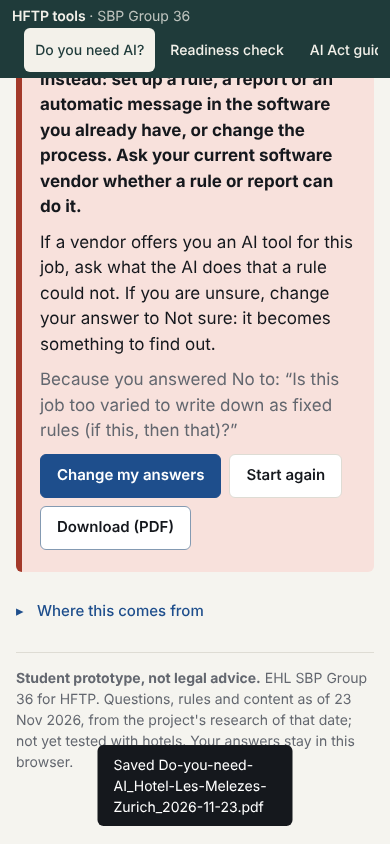 HFTP tools · SBP Group 36
Do you need AI? Readiness check AI Act guid
instead: set up a rule, a report or an
automatic message in the software
you already have, or change the
process. Ask your current software
vendor whether a rule or report can
do it.
If a vendor offers you an AI tool for this
job, ask what the AI does that a rule
could not. If you are unsure, change
your answer to Not sure: it becomes
something to find out.
Because you answered No to: “Is this
job too varied to write down as fixed
rules (if this, then that)?”
Change my answers Start again
Download (PDF)
▸ Where this comes from
Student prototype, not legal advice. EHL SBP Group
36 for HFTP. Questions, rules and content as of 23
Nov 2026, from the project's research of that date;
not yet tested with hotels. Your answers stay in this
browser.
Saved Do-you-need-
AI_Hotel-Les-Melezes-
Zurich_2026-11-23.pdf